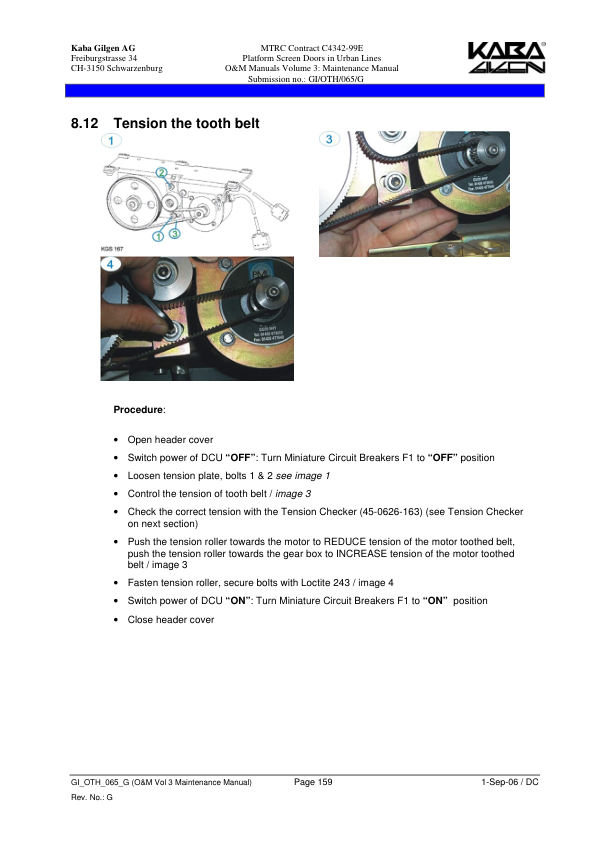 Kaba Gilgen AG
Freiburgstrasse 34
CH-3150 Schwarzenburg
MTRC Contract C4342-99E
Platform Screen Doors in Urban Lines
O&M Manuals Volume 3: Maintenance Manual
Submission no.: GI/OTH/065/G
KABA®
GILGEN
8.12 Tension the tooth belt
1
2
1 3
KGS 167
3
4
Procedure:
• Open header cover
• Switch power of DCU “OFF”: Turn Miniature Circuit Breakers F1 to “OFF” position
• Loosen tension plate, bolts 1 & 2 see image 1
• Control the tension of tooth belt / image 3
• Check the correct tension with the Tension Checker (45-0626-163) (see Tension Checker
on next section)
• Push the tension roller towards the motor to REDUCE tension of the motor toothed belt,
push the tension roller towards the gear box to INCREASE tension of the motor toothed
belt / image 3
• Fasten tension roller, secure bolts with Loctite 243 / image 4
• Switch power of DCU “ON”: Turn Miniature Circuit Breakers F1 to “ON” position
• Close header cover
GI_OTH_065_G (O&M Vol 3 Maintenance Manual) Page 159 1-Sep-06 / DC
Rev. No.: G